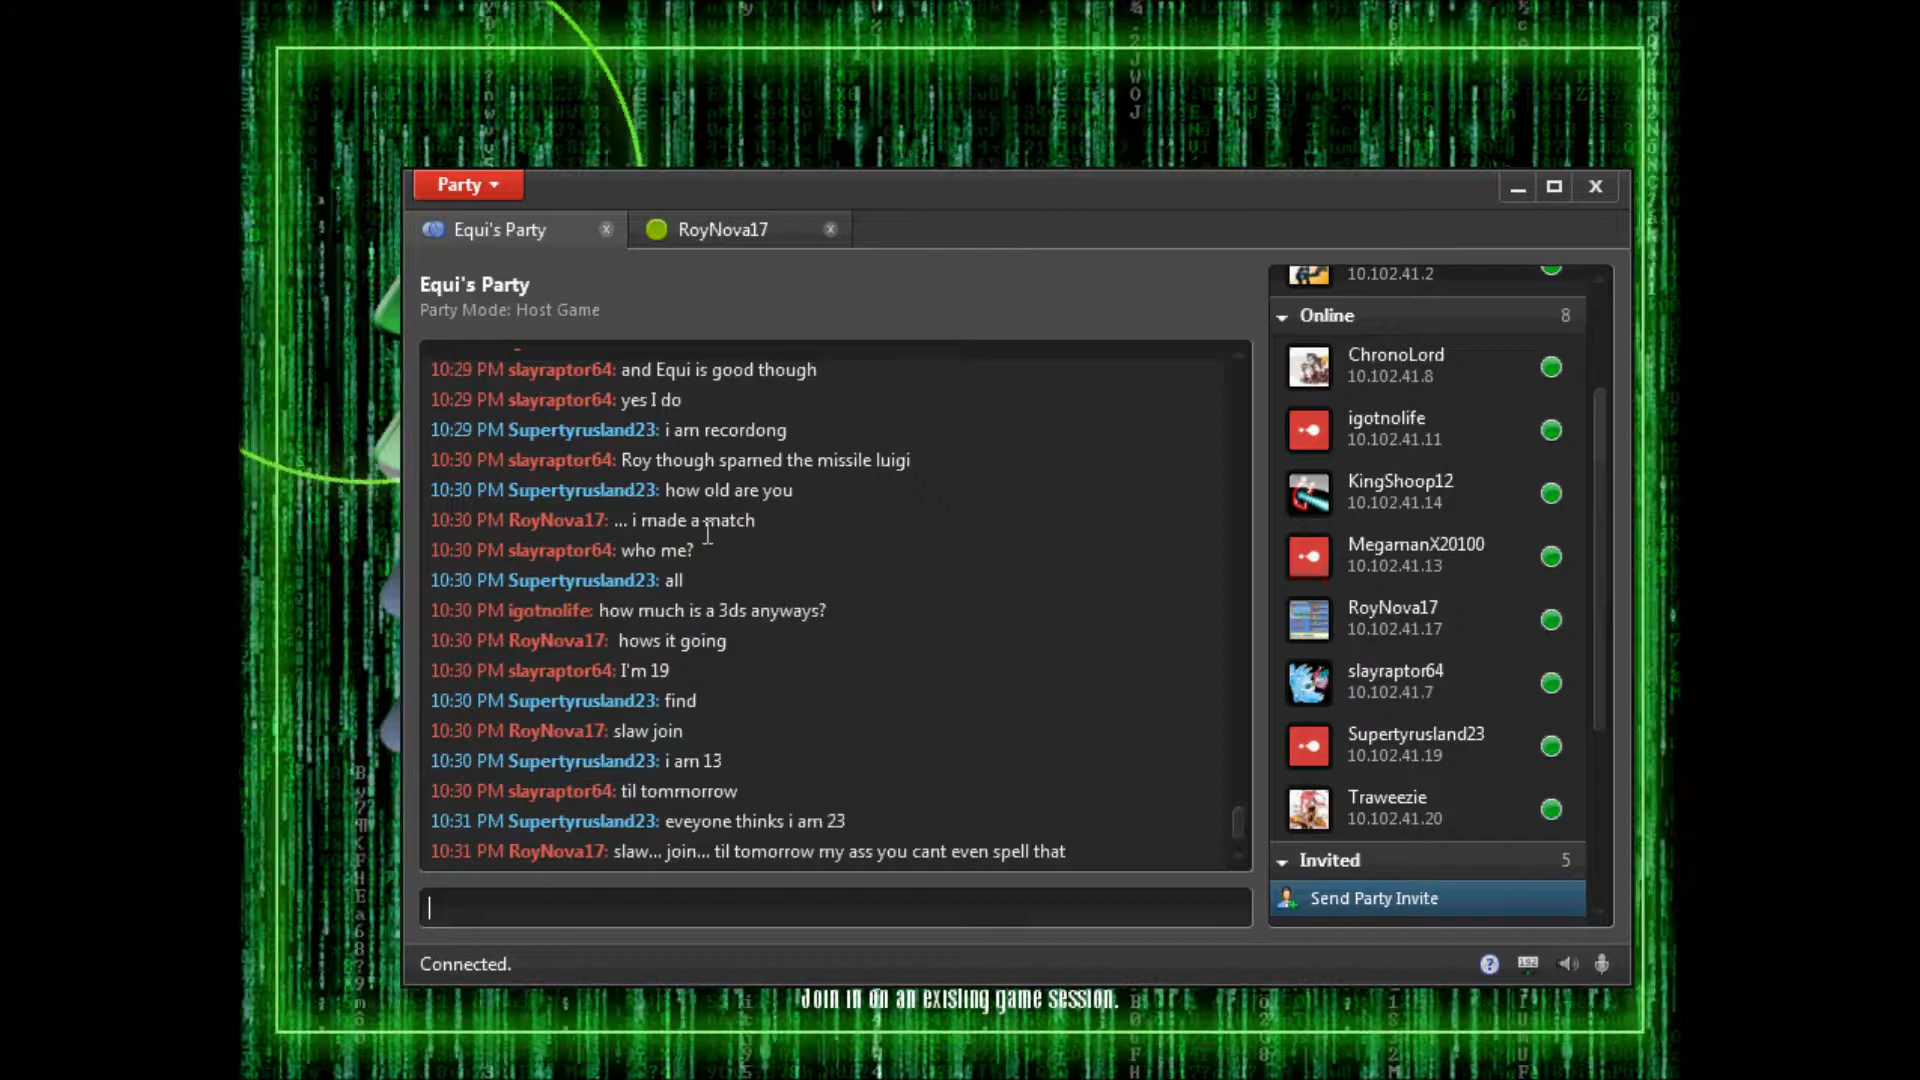 Party
Equi's Party
RoyNova17
Equi's Party
Party Mode: Host Game
10:29 PM slayraptor64: and Equi is good though
10:29 PM slayraptor64: yes I do
10:29 PM Supertyrusland23: i am recordong
10:30 PM slayraptor64: Roy though spamed the missile luigi
10:30 PM Supertyrusland23: how old are you
10:30 PM RoyNova17: ... i made a match
10:30 PM slayraptor64: who me?
10:30 PM Supertyrusland23: all
10:30 PM igotnolife: how much is a 3ds anyways?
10:30 PM RoyNova17: hows it going
10:30 PM slayraptor64: I'm 19
10:30 PM Supertyrusland23: find
10:30 PM RoyNova17: slaw join
10:30 PM Supertyrusland23: i am 13
10:30 PM slayraptor64: til tommorrow
10:31 PM Supertyrusland23: eveyone thinks i am 23
10:31 PM RoyNova17: slaw... join... til tomorrow my ass you cant even spell that
10.102.41.2
Online 8
ChronoLord
10.102.41.8
igotnolife
10.102.41.11
KingShoop12
10.102.41.14
MegamanX20100
10.102.41.13
RoyNova17
10.102.41.17
slayraptor64
10.102.41.7
Supertyrusland23
10.102.41.19
Traweezie
10.102.41.20
Invited 5
Send Party Invite
Connected.
Join in on an existing game session.